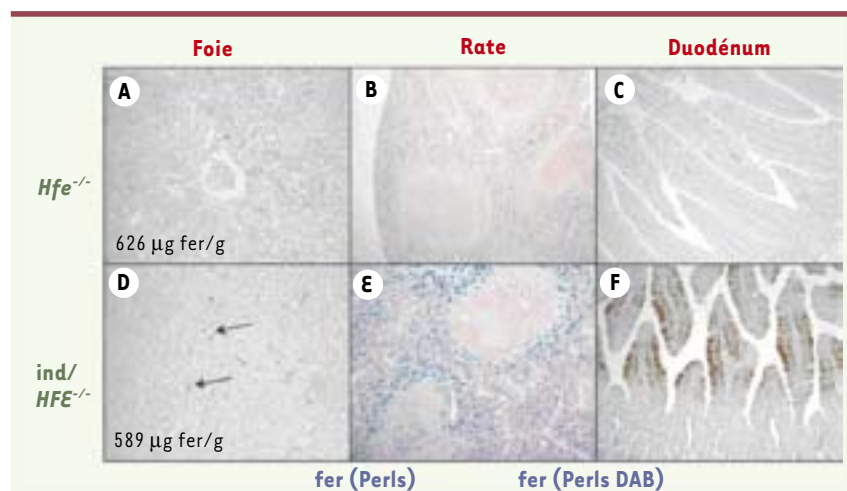 Foie Rate Duodénum
A B C
Hfe-/-
626 µg fer/g
D E F
ind/
HFE-/-
589 µg fer/g
fer (Perls) fer (Perls DAB)